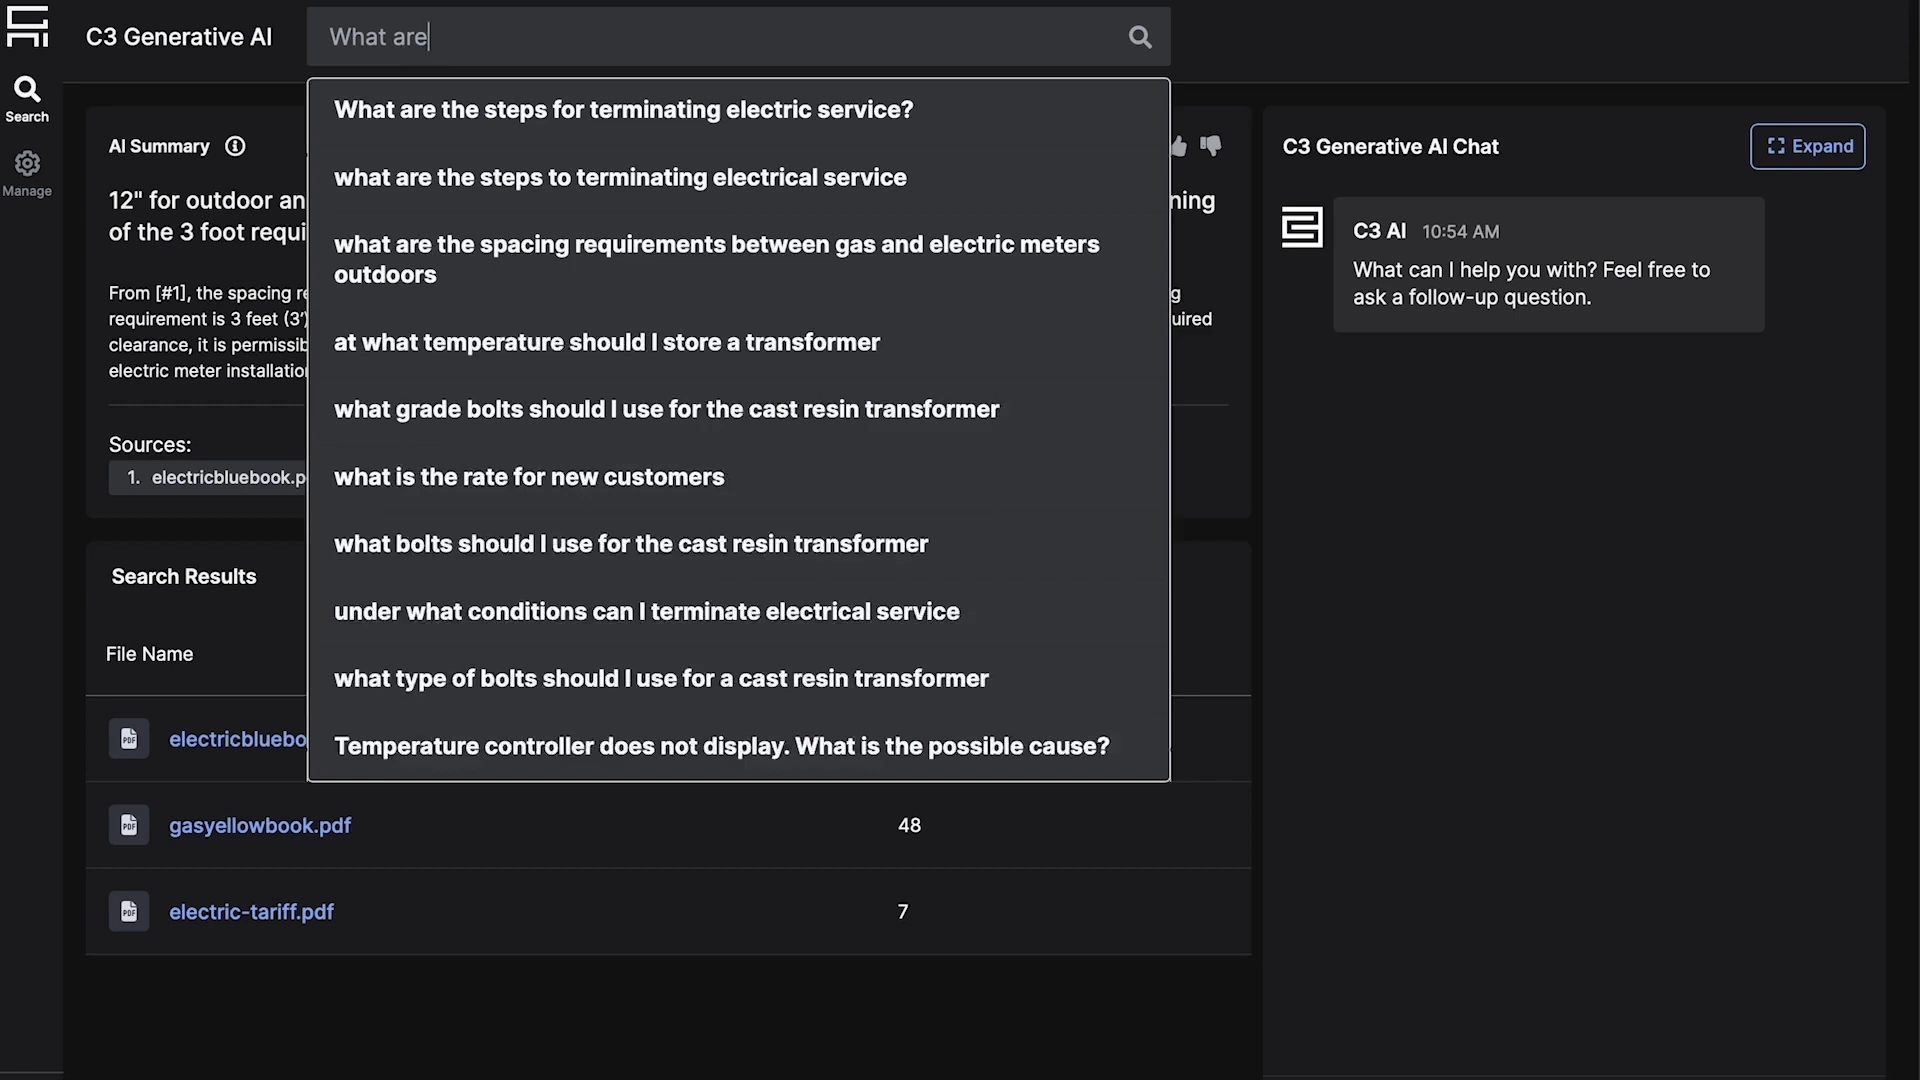 C3 Generative AI
What are
Search
Manage
What are the steps for terminating electric service?
what are the steps to terminating electrical service
what are the spacing requirements between gas and electric meters
outdoors
at what temperature should I store a transformer
what grade bolts should I use for the cast resin transformer
what is the rate for new customers
what bolts should I use for the cast resin transformer
under what conditions can I terminate electrical service
what type of bolts should I use for a cast resin transformer
Temperature controller does not display. What is the possible cause?
AI Summary
12" for outdoor an
ning
of the 3 foot requi
From [#1], the spacing re
g
requirement is 3 feet (3')
uired
clearance, it is permissib
electric meter installation
Sources:
1. electricbluebook.p
Search Results
File Name
PDF electricblueboo
PDF gasyellowbook.pdf 48
PDF electric-tariff.pdf 7
C3 Generative AI Chat
Expand
C3 AI 10:54 AM
What can I help you with? Feel free to
ask a follow-up question.